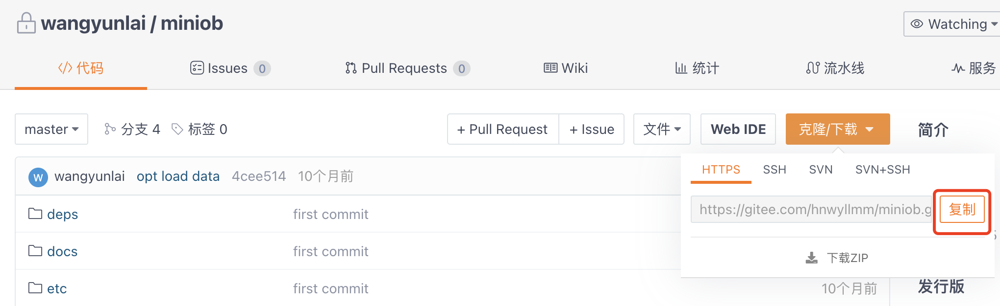 wangyunlai / miniob
Watching
代码 Issues 0 Pull Requests 0 Wiki 统计 流水线 服务
master 分支 4 标签 0 + Pull Request + Issue 文件 Web IDE 克隆/下载 简介
W wangyunlai opt load data 4cee514 10个月前
HTTPS SSH SVN SVN+SSH
https://gitee.com/hnwyllmm/miniob.g 复制
deps first commit
docs first commit
下载ZIP
etc first commit 10个月前
发行版